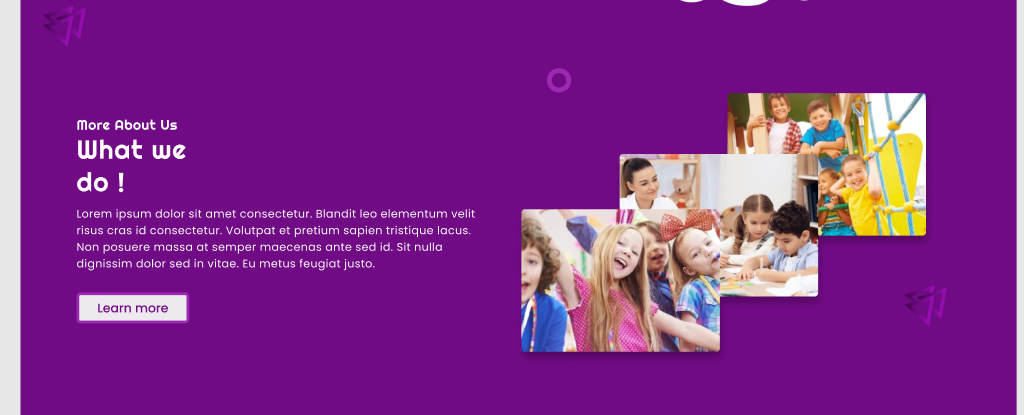 More About Us
What we
do !
Lorem ipsum dolor sit amet consectetur. Blandit leo elementum velit
risus cras id consectetur. Volutpat et pretium sapien tristique lacus.
Non posuere massa at semper maecenas ante sed id. Sit nulla
dignissim dolor sed in vitae. Eu metus feugiat justo.
Learn more